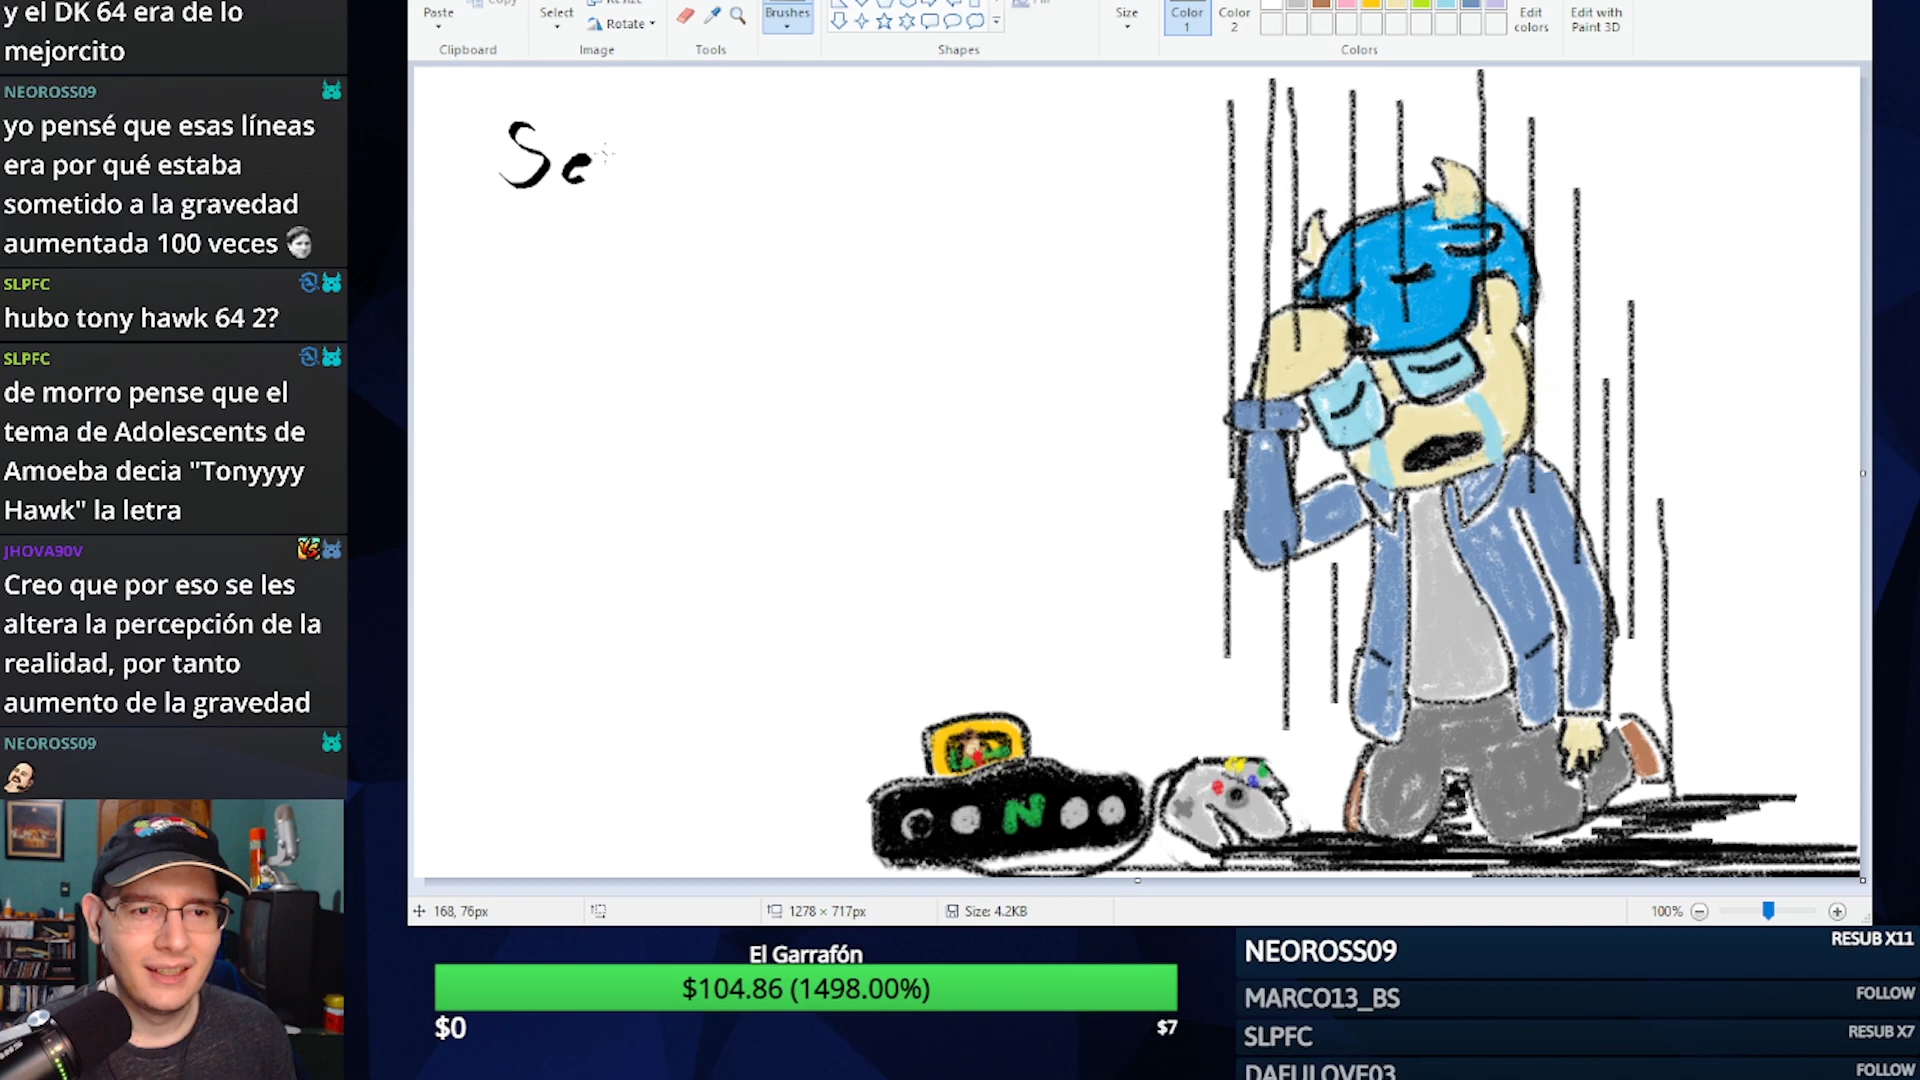 y el DK 64 era de lo
mejorcito
NEOROSS09
yo pensé que esas líneas
era por qué estaba
sometido a la gravedad
aumentada 100 veces
SLPFC
hubo tony hawk 64 2?
SLPFC
de morro pense que el
tema de Adolescents de
Amoeba decia "Tonyyyy
Hawk" la letra
JHOVA90V
VS
Creo que por eso se les
altera la percepción de la
realidad, por tanto
aumento de la gravedad
NEOROSS09
Paste
Copy
Clipboard
Select
Rotate
Image
Tools
Brushes
Shapes
Size
Color
1
Color
2
Edit
colors
Edit with
Paint 3D
Colors
Se
N
168, 76px
1278 × 717px
Size: 4.2KB
100%
El Garrafón
$104.86 (1498.00%)
$0
$7
NEOROSS09
RESUB X11
MARCO13_BS
FOLLOW
SLPFC
RESUB X7
DAFULOVE03
FOLLOW